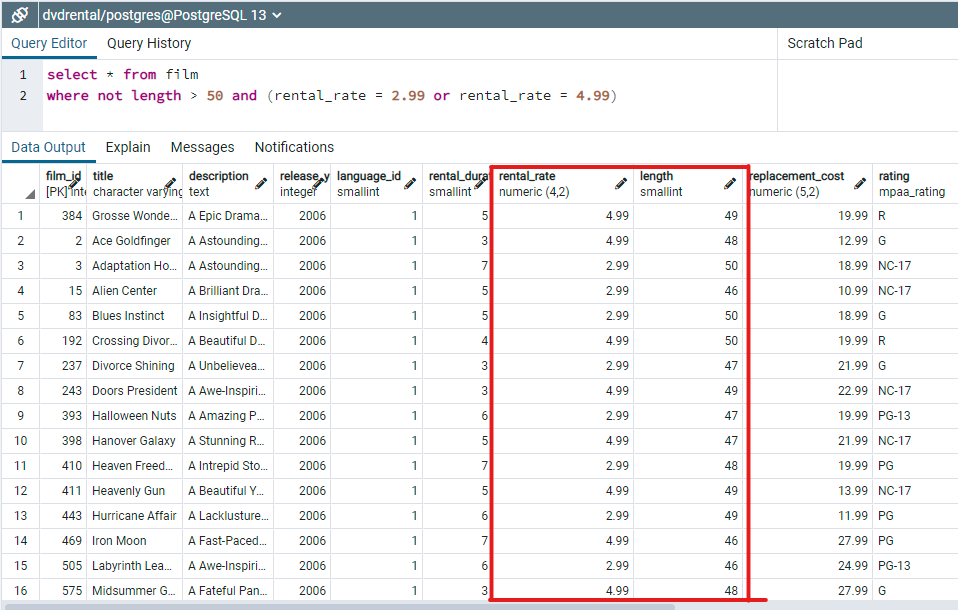 dvdrental/postgres@PostgreSQL 13
Query Editor Query History Scratch Pad
1 select * from film
2 where not length > 50 and (rental_rate = 2.99 or rental_rate = 4.99)
Data Output Explain Messages Notifications
film_id title description release_y language_id rental_dura rental_rate length replacement_cost rating
[PK] inte character varying text integer smallint smallint numeric (4,2) smallint numeric (5,2) mpaa_rating
1 384 Grosse Wonde... A Epic Drama... 2006 1 5 4.99 49 19.99 R
2 2 Ace Goldfinger A Astounding... 2006 1 3 4.99 48 12.99 G
3 3 Adaptation Ho... A Astounding... 2006 1 7 2.99 50 18.99 NC-17
4 15 Alien Center A Brilliant Dra... 2006 1 5 2.99 46 10.99 NC-17
5 83 Blues Instinct A Insightful D... 2006 1 5 2.99 50 18.99 G
6 192 Crossing Divor... A Beautiful D... 2006 1 4 4.99 50 19.99 R
7 237 Divorce Shining A Unbelievea... 2006 1 3 2.99 47 21.99 G
8 243 Doors President A Awe-Inspiri... 2006 1 3 4.99 49 22.99 NC-17
9 393 Halloween Nuts A Amazing P... 2006 1 6 2.99 47 19.99 PG-13
10 398 Hanover Galaxy A Stunning R... 2006 1 5 4.99 47 21.99 NC-17
11 410 Heaven Freed... A Intrepid Sto... 2006 1 7 2.99 48 19.99 PG
12 411 Heavenly Gun A Beautiful Y... 2006 1 5 4.99 49 13.99 NC-17
13 443 Hurricane Affair A Lacklusture... 2006 1 6 2.99 49 11.99 PG
14 469 Iron Moon A Fast-Paced... 2006 1 7 4.99 46 27.99 PG
15 505 Labyrinth Lea... A Awe-Inspiri... 2006 1 6 2.99 46 24.99 PG-13
16 575 Midsummer G... A Fateful Pan... 2006 1 3 4.99 48 27.99 G